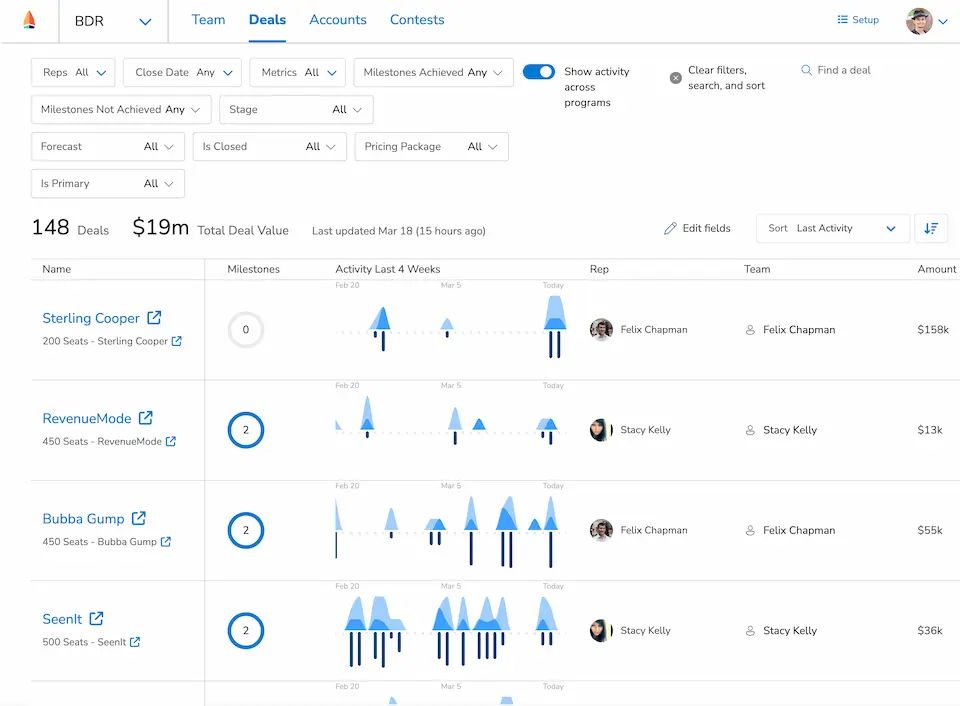 BDR Team Deals Accounts Contests Setup
Reps All Close Date Any Metrics All Milestones Achieved Any Show activity across programs Clear filters, search, and sort Find a deal
Milestones Not Achieved Any Stage All
Forecast All Is Closed All Pricing Package All
Is Primary All
148 Deals $19m Total Deal Value Last updated Mar 18 (15 hours ago) Edit fields Sort Last Activity
Name Milestones Activity Last 4 Weeks Rep Team Amount
Feb 20 Mar 5 Today
Sterling Cooper
200 Seats - Sterling Cooper
0 Felix Chapman Felix Chapman $158k
Feb 20 Mar 5 Today
RevenueMode
450 Seats - RevenueMode
2 Stacy Kelly Stacy Kelly $13k
Feb 20 Mar 5 Today
Bubba Gump
450 Seats - Bubba Gump
2 Felix Chapman Felix Chapman $55k
Feb 20 Mar 5 Today
SeenIt
500 Seats - SeenIt
2 Stacy Kelly Stacy Kelly $36k
Feb 20 Mar 5 Today